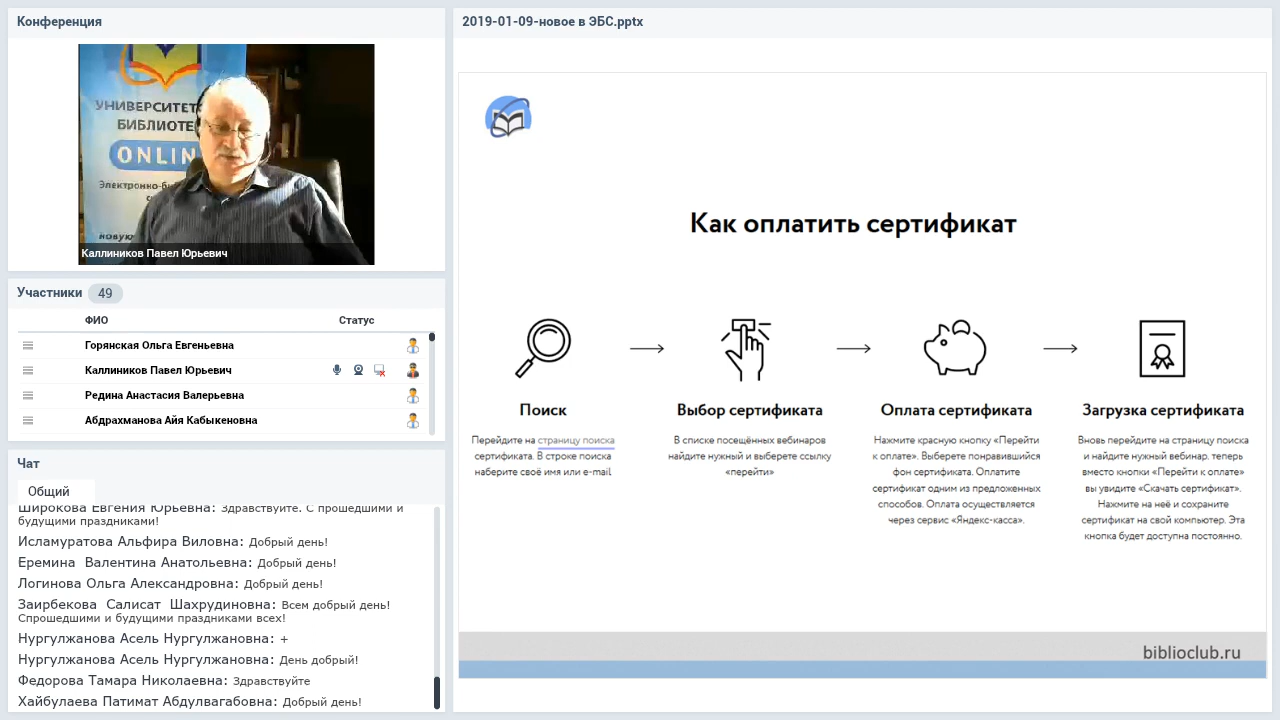 Конференция
УНИВЕРСИТЕТ
БИБЛИОТЕ
ONLIN
Каллиников Павел Юрьевич
Участники 49
ФИО Статус
Горянская Ольга Евгеньевна
Каллиников Павел Юрьевич
Редина Анастасия Валерьевна
Абдрахманова Айя Кабыкеновна
Чат
Общий
Широкова Евгения Юрьевна: Здравствуйте. С прошедшими и
будущими праздниками!
Исламуратова Альфира Виловна: Добрый день!
Еремина Валентина Анатольевна: Добрый день!
Логинова Ольга Александровна: Добрый день!
Заирбекова Салисат Шахрудиновна: Всем добрый день!
Спрошедшими и будущими праздниками всех!
Нургулжанова Асель Нургулжановна: +
Нургулжанова Асель Нургулжановна: День добрый!
Федорова Тамара Николаевна: Здравствуйте
Хайбулаева Патимат Абдулвагабовна: Добрый день!
2019-01-09-новое в ЭБС.pptx
Как оплатить сертификат
Поиск
Перейдите на страницу поиска
сертификата. В строке поиска
наберите своё имя или e-mail
Выбор сертификата
В списке посещённых вебинаров
найдите нужный и выберете ссылку
«перейти»
Оплата сертификата
Нажмите красную кнопку «Перейти
к оплате». Выберете понравившийся
фон сертификата. Оплатите
сертификат одним из предложенных
способов. Оплата осуществляется
через сервис «Яндекс-касса».
Загрузка сертификата
Вновь перейдите на страницу поиска
и найдите нужный вебинар. теперь
вместо кнопки «Перейти к оплате»
вы увидите «Скачать сертификат».
Нажмите на неё и сохраните
сертификат на свой компьютер. Эта
кнопка будет доступна постоянно.
biblioclub.ru